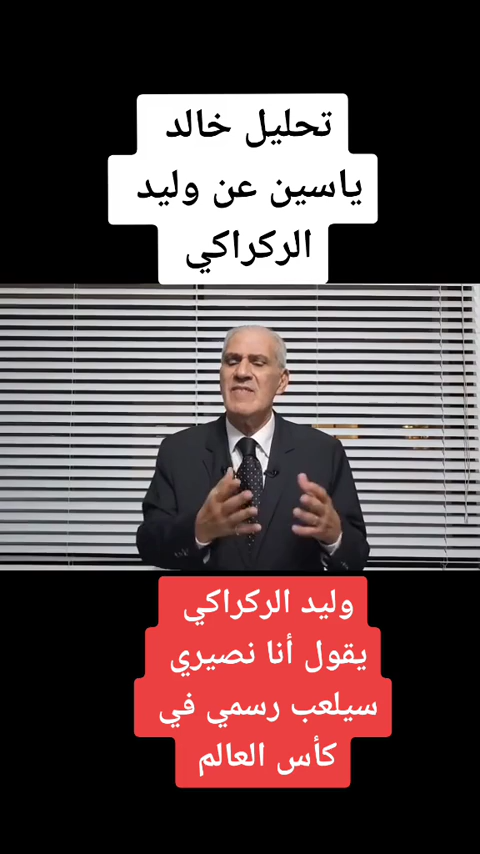 تحليل خالد
ياسين عن وليد
الركراكي
وليد الركراكي
يقول أنا نصيري
سيلعب رسمي في
كأس العالم